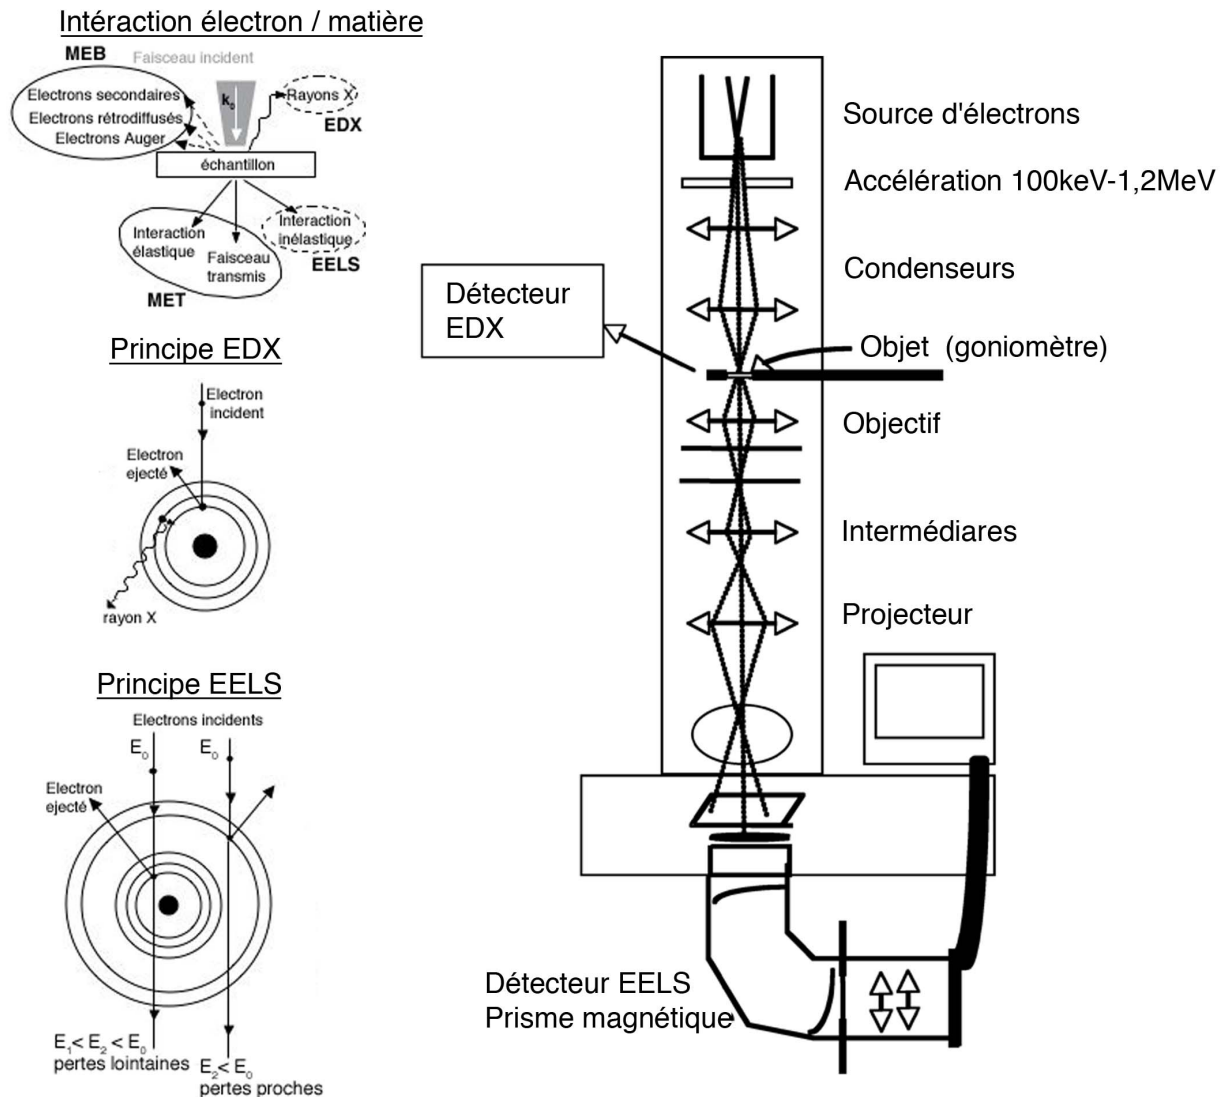 Intéraction électron / matière
MEB
Faisceau incident
Electrons secondaires
Electrons rétrodiffusés
Electrons Auger
k₀
Rayons X
EDX
échantillon
Interaction
élastique
Faisceau
transmis
Interaction
inélastique
EELS
MET
Principe EDX
Electron
incident
Electron
ejecté
rayon X
Principe EELS
Electrons incidents
E₀
E₀
Electron
ejecté
E₁< E₂ < E₀
pertes lointaines
E₂< E₀
pertes proches
Source d'électrons
Accélération 100keV-1,2MeV
Condenseurs
Détecteur
EDX
Objet (goniomètre)
Objectif
Intermédiares
Projecteur
Détecteur EELS
Prisme magnétique